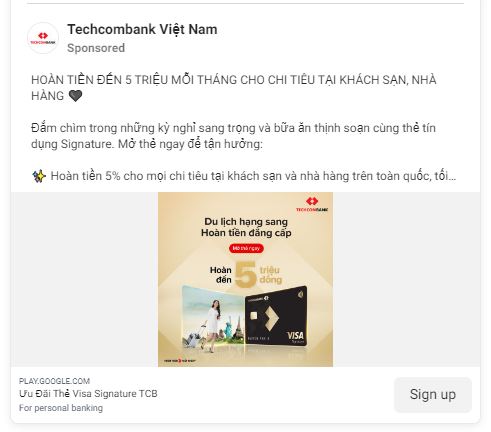 Techcombank Việt Nam
Sponsored
HOÀN TIỀN ĐẾN 5 TRIỆU MỖI THÁNG CHO CHI TIÊU TẠI KHÁCH SẠN, NHÀ
HÀNG 🖤
Đắm chìm trong những kỳ nghỉ sang trọng và bữa ăn thịnh soạn cùng thẻ tín
dụng Signature. Mở thẻ ngay để tận hưởng:
✨ Hoàn tiền 5% cho mọi chi tiêu tại khách sạn và nhà hàng trên toàn quốc, tối...
TECHCOMBANK
Du lịch hạng sang
Hoàn tiền đẳng cấp
Mở thẻ ngay
Hoàn
đến
5
triệu
đồng
TECHCOMBANK
VISA
Signature
PLAY.GOOGLE.COM
Ưu Đãi Thẻ Visa Signature TCB
For personal banking
Sign up